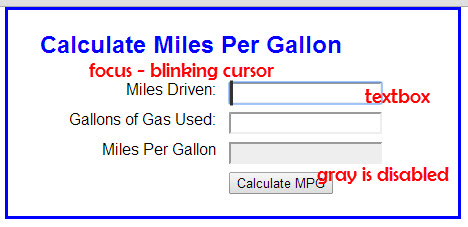 Calculate Miles Per Gallon
focus - blinking cursor
Miles Driven:
textbox
Gallons of Gas Used:
Miles Per Gallon
gray is disabled
Calculate MPG